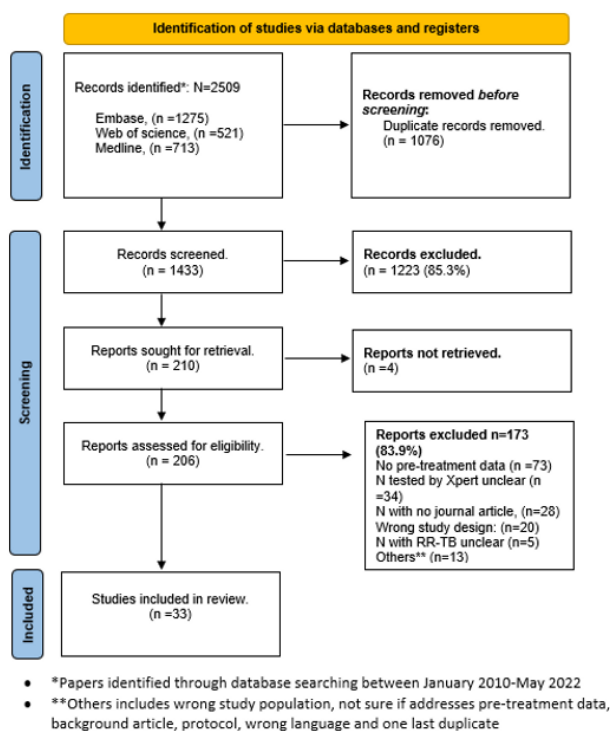 Identification of studies via databases and registers
Identification
Records identified*: N=2509
Embase, (n =1275)
Web of science, (n =521)
Medline, (n =713)
Records removed before
screening:
Duplicate records removed.
(n = 1076)
Screening
Records screened.
(n = 1433)
Records excluded.
(n = 1223 (85.3%)
Reports sought for retrieval.
(n = 210)
Reports not retrieved.
(n =4)
Reports assessed for eligibility.
(n = 206)
Reports excluded n=173
(83.9%)
No pre-treatment data (n =73)
N tested by Xpert unclear (n
=34)
N with no journal article, (n=28)
Wrong study design: (n=20)
N with RR-TB unclear (n=5)
Others** (n=13)
Included
Studies included in review.
(n =33)
• *Papers identified through database searching between January 2010-May 2022
• **Others includes wrong study population, not sure if addresses pre-treatment data,
background article, protocol, wrong language and one last duplicate